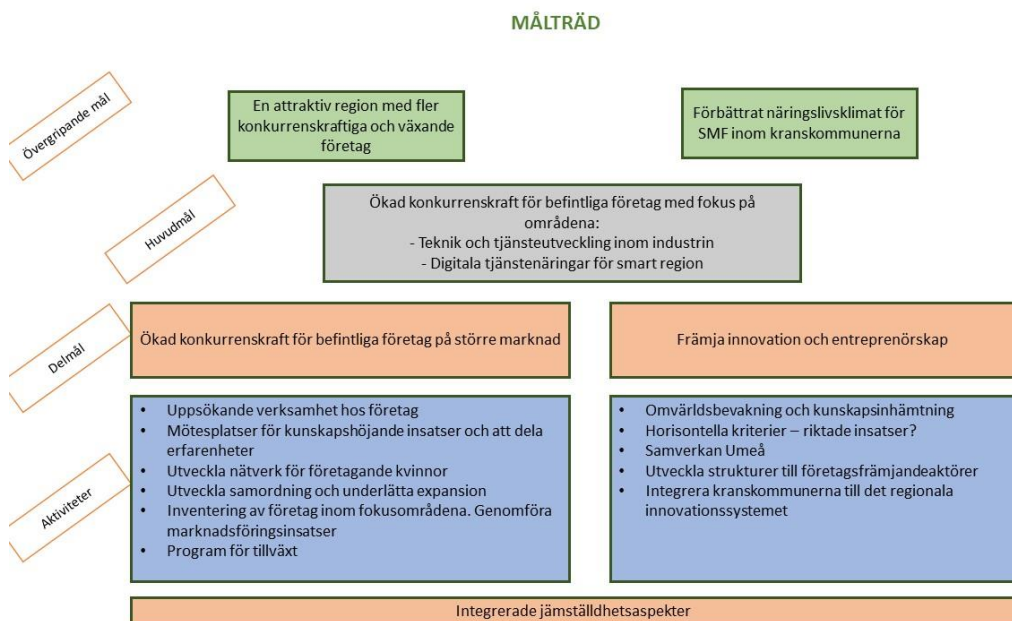 MÅLTRÄD
Övergripande mål
En attraktiv region med fler
konkurrenskraftiga och växande
företag
Förbättrat näringslivsklimat för
SMF inom kranskommunerna
Huvudmål
Ökad konkurrenskraft för befintliga företag med fokus på
områdena:
- Teknik och tjänsteutveckling inom industrin
- Digitala tjänstenäringar för smart region
Delmål
Ökad konkurrenskraft för befintliga företag på större marknad
Främja innovation och entreprenörskap
Aktiviteter
• Uppsökande verksamhet hos företag
• Mötesplatser för kunskapshöjande insatser och att dela
erfarenheter
• Utveckla nätverk för företagande kvinnor
• Utveckla samordning och underlätta expansion
• Inventering av företag inom fokusområdena. Genomföra
marknadsföringsinsatser
• Program för tillväxt
• Omvärldsbevakning och kunskapsinhämtning
• Horisontella kriterier – riktade insatser?
• Samverkan Umeå
• Utveckla strukturer till företagsfrämjandeaktörer
• Integrera kranskommunerna till det regionala
innovationssystemet
Integrerade jämställdhetsaspekter